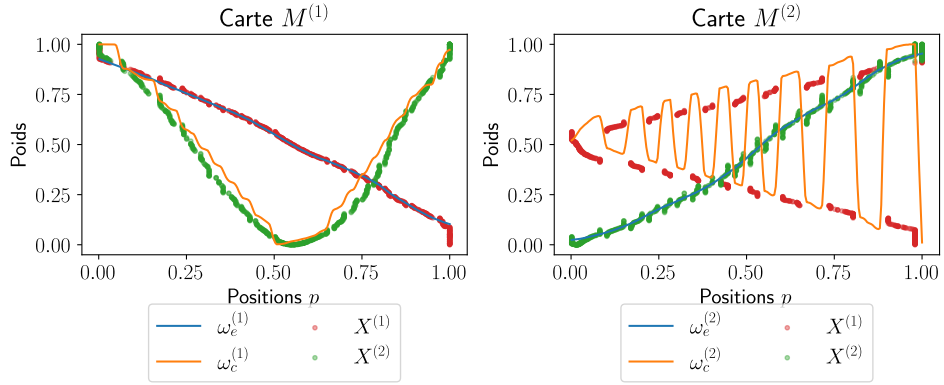 Carte $M^{(1)}$
Poids
1.00
0.75
0.50
0.25
0.00
0.00 0.25 0.50 0.75 1.00
Positions $p$
$\omega_e^{(1)}$ $X^{(1)}$
$\omega_c^{(1)}$ $X^{(2)}$
Carte $M^{(2)}$
Poids
1.00
0.75
0.50
0.25
0.00
0.00 0.25 0.50 0.75 1.00
Positions $p$
$\omega_e^{(2)}$ $X^{(1)}$
$\omega_c^{(2)}$ $X^{(2)}$